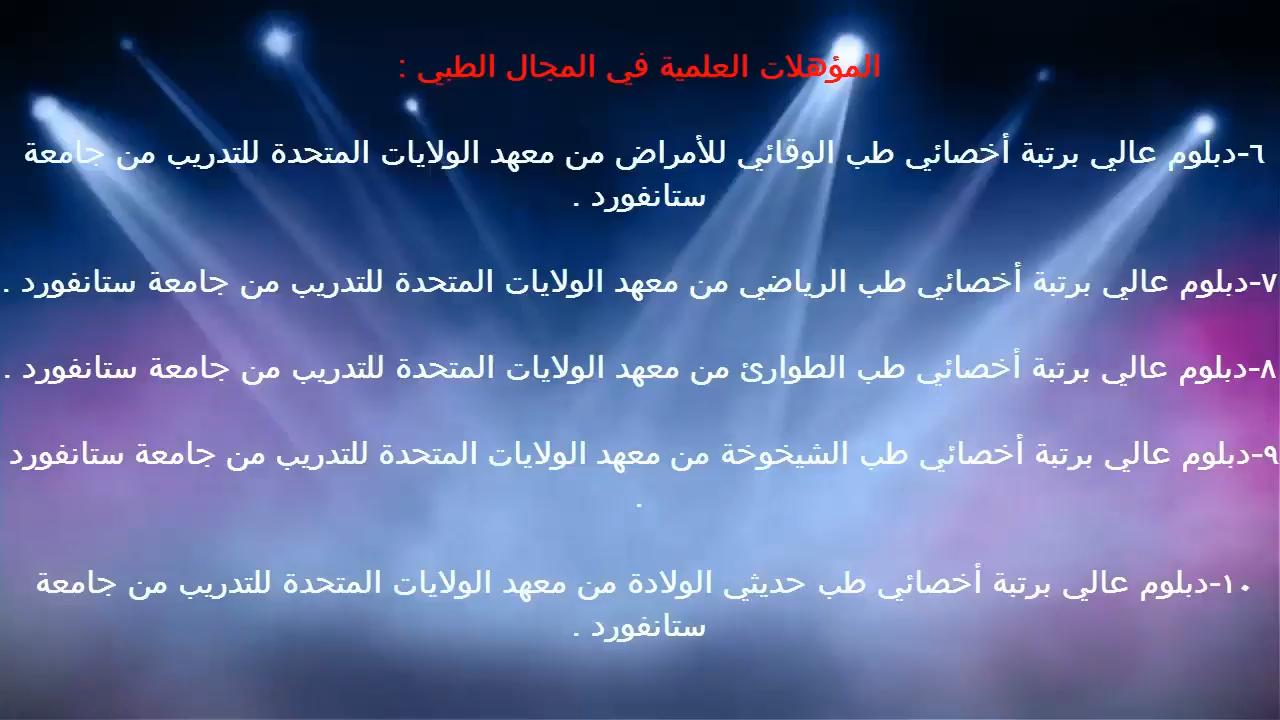 المؤهلات العلمية في المجال الطبي :
٦-دبلوم عالي برتبة أخصائي طب الوقائي للأمراض من معهد الولايات المتحدة للتدريب من جامعة
ستانفورد .
٧-دبلوم عالي برتبة أخصائي طب الرياضي من معهد الولايات المتحدة للتدريب من جامعة ستانفورد .
٨-دبلوم عالي برتبة أخصائي طب الطوارئ من معهد الولايات المتحدة للتدريب من جامعة ستانفورد .
٩-دبلوم عالي برتبة أخصائي طب الشيخوخة من معهد الولايات المتحدة للتدريب من جامعة ستانفورد
.
١٠-دبلوم عالي برتبة أخصائي طب حديثي الولادة من معهد الولايات المتحدة للتدريب من جامعة
ستانفورد .